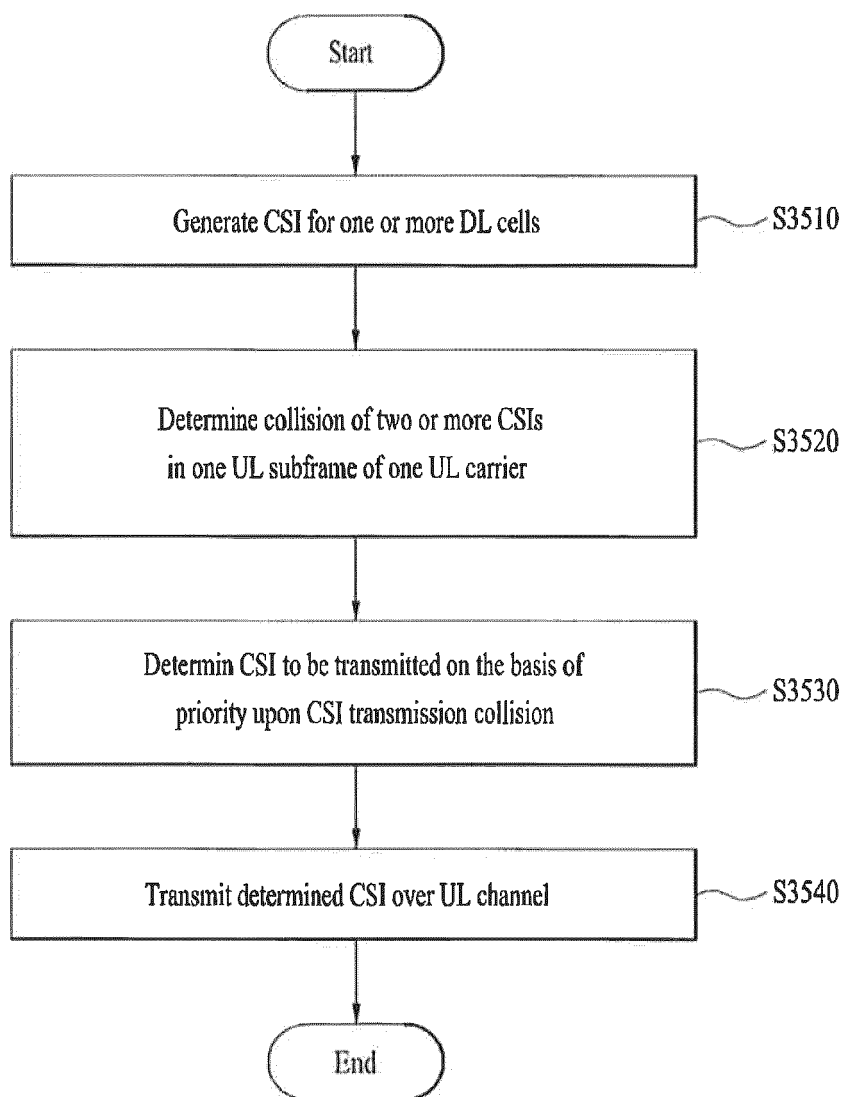 Start
Generate CSI for one or more DL cells
S3510
Determine collision of two or more CSIs
in one UL subframe of one UL carrier
S3520
Determin CSI to be transmitted on the basis of
priority upon CSI transmission collision
S3530
Transmit determined CSI over UL channel
S3540
End